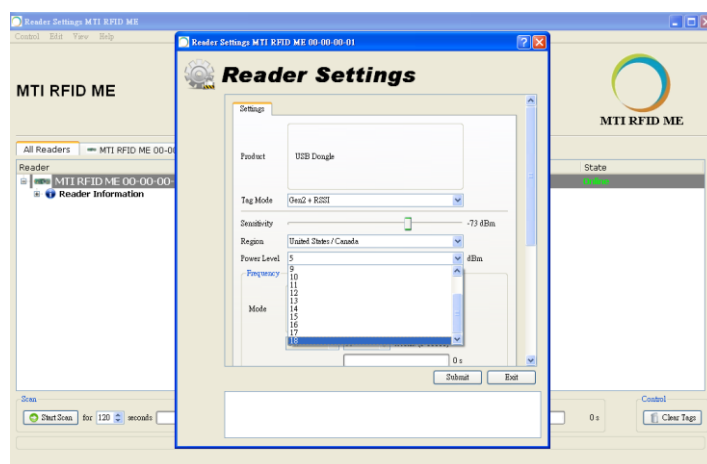 Reader Settings MTI RFID ME
Control Edit View Help
MTI RFID ME
MTI RFID ME
All Readers
MTI RFID ME 00-00
Reader
State
MTI RFID ME 00-00-00-
Online
Reader Information
Reader Settings MTI RFID ME 00-00-00-01
Reader Settings
Settings
Product
USB Dongle
Tag Mode
Gen2 + RSSI
Sensitivity
-73 dBm
Region
United States / Canada
Power Level
5
dBm
Frequency
9
10
11
12
13
Mode
14
15
16
17
18
0 s
Submit
Exit
Scan
Start Scan
for
120
seconds
0 s
Control
Clear Tags